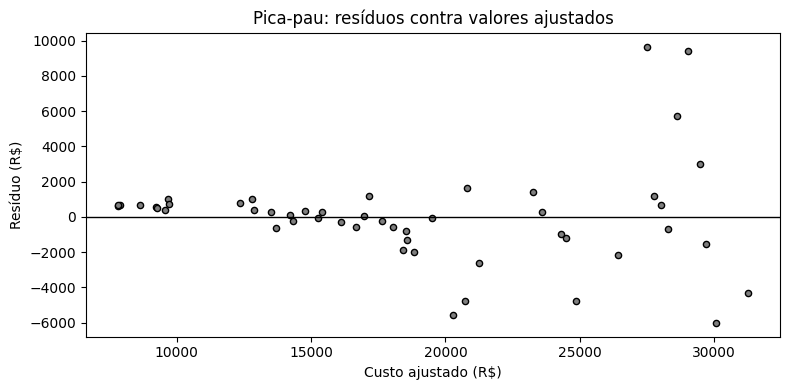 Pica-pau: resíduos contra valores ajustados
Resíduo (R$)
10000
8000
6000
4000
2000
0
−2000
−4000
−6000
10000 15000 20000 25000 30000
Custo ajustado (R$)